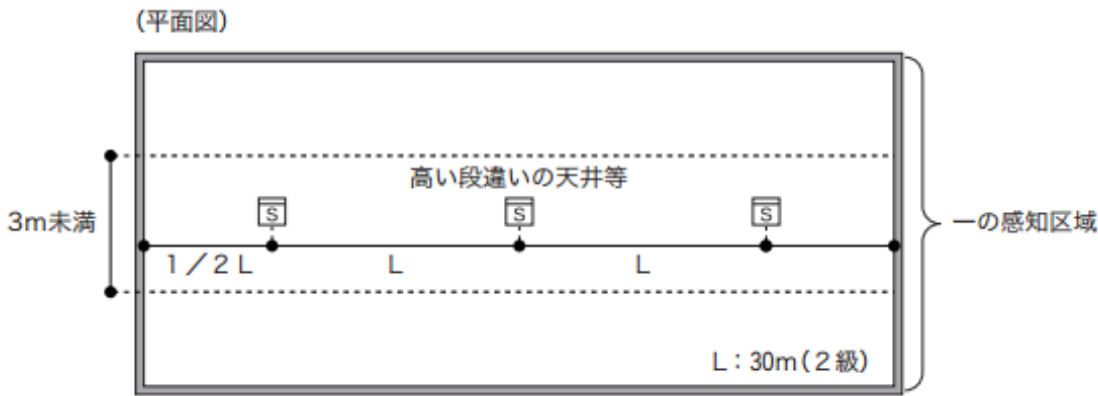 (平面図)
高い段違いの天井等
S
S
S
3m未満
一の感知区域
1/2 L
L
L
L:30m(2級)